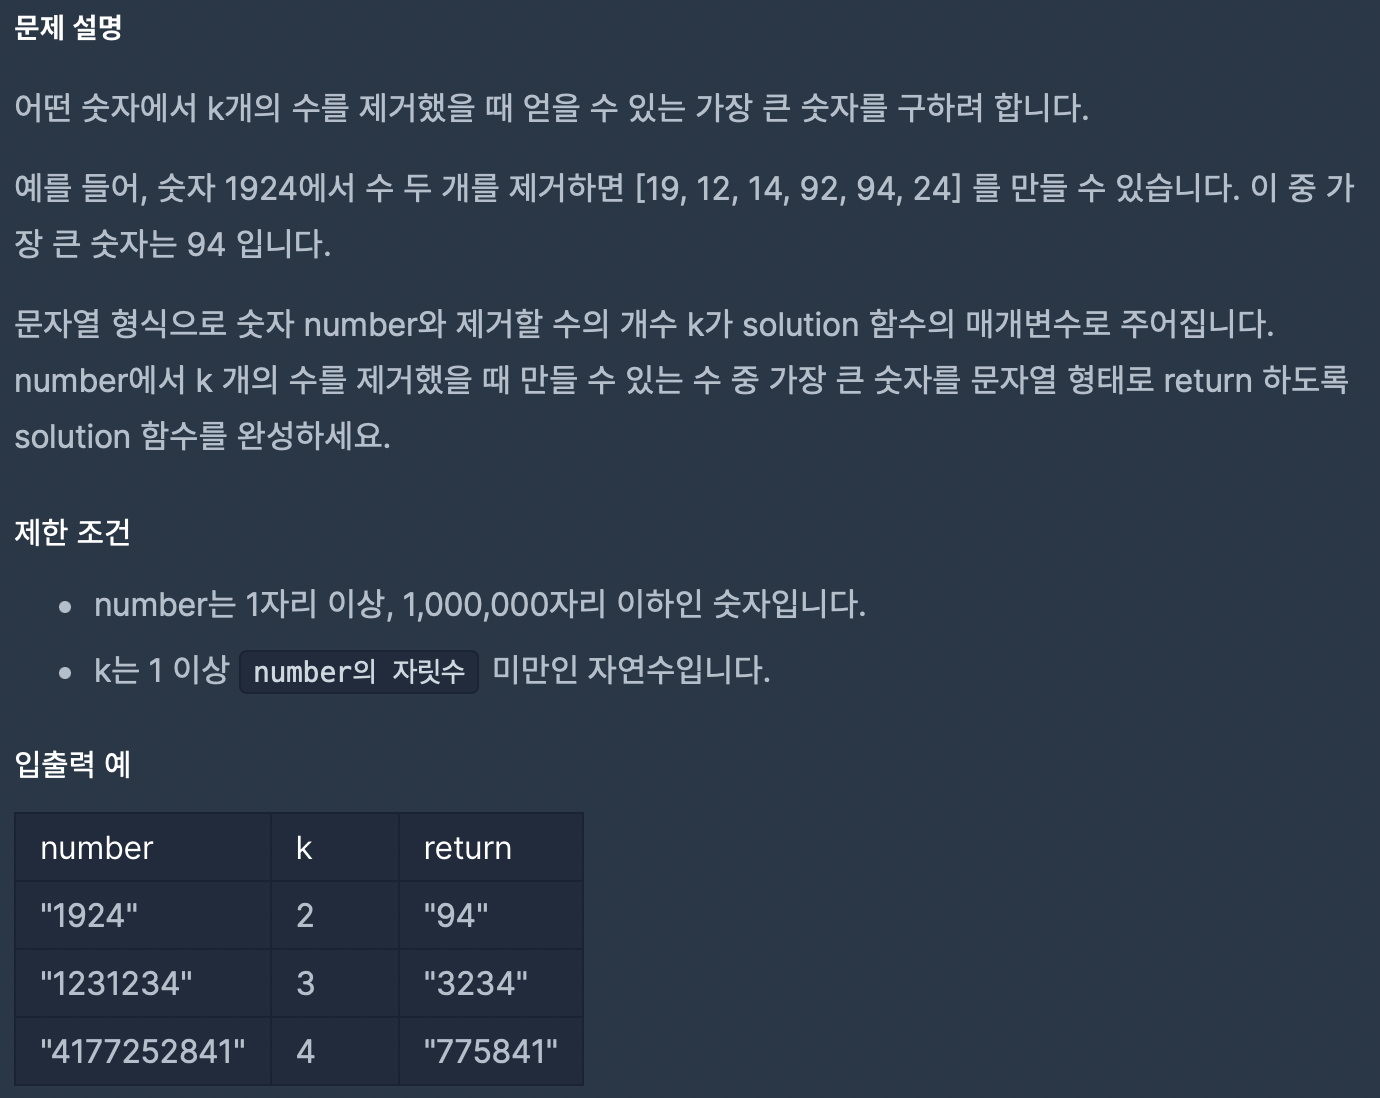 문제 설명
어떤 숫자에서 k개의 수를 제거했을 때 얻을 수 있는 가장 큰 숫자를 구하려 합니다.
예를 들어, 숫자 1924에서 수 두 개를 제거하면 [19, 12, 14, 92, 94, 24] 를 만들 수 있습니다. 이 중 가
장 큰 숫자는 94 입니다.
문자열 형식으로 숫자 number와 제거할 수의 개수 k가 solution 함수의 매개변수로 주어집니다.
number에서 k 개의 수를 제거했을 때 만들 수 있는 수 중 가장 큰 숫자를 문자열 형태로 return 하도록
solution 함수를 완성하세요.
제한 조건
• number는 1자리 이상, 1,000,000자리 이하인 숫자입니다.
• k는 1 이상 number의 자릿수 미만인 자연수입니다.
입출력 예
number k return
"1924" 2 "94"
"1231234" 3 "3234"
"4177252841" 4 "775841"